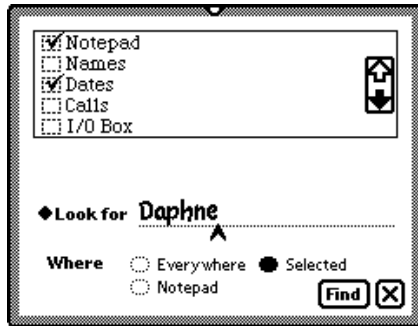 Notepad
Names
Dates
Calls
I/O Box
◆Look for Daphne
Where Everywhere Selected
Notepad Find X